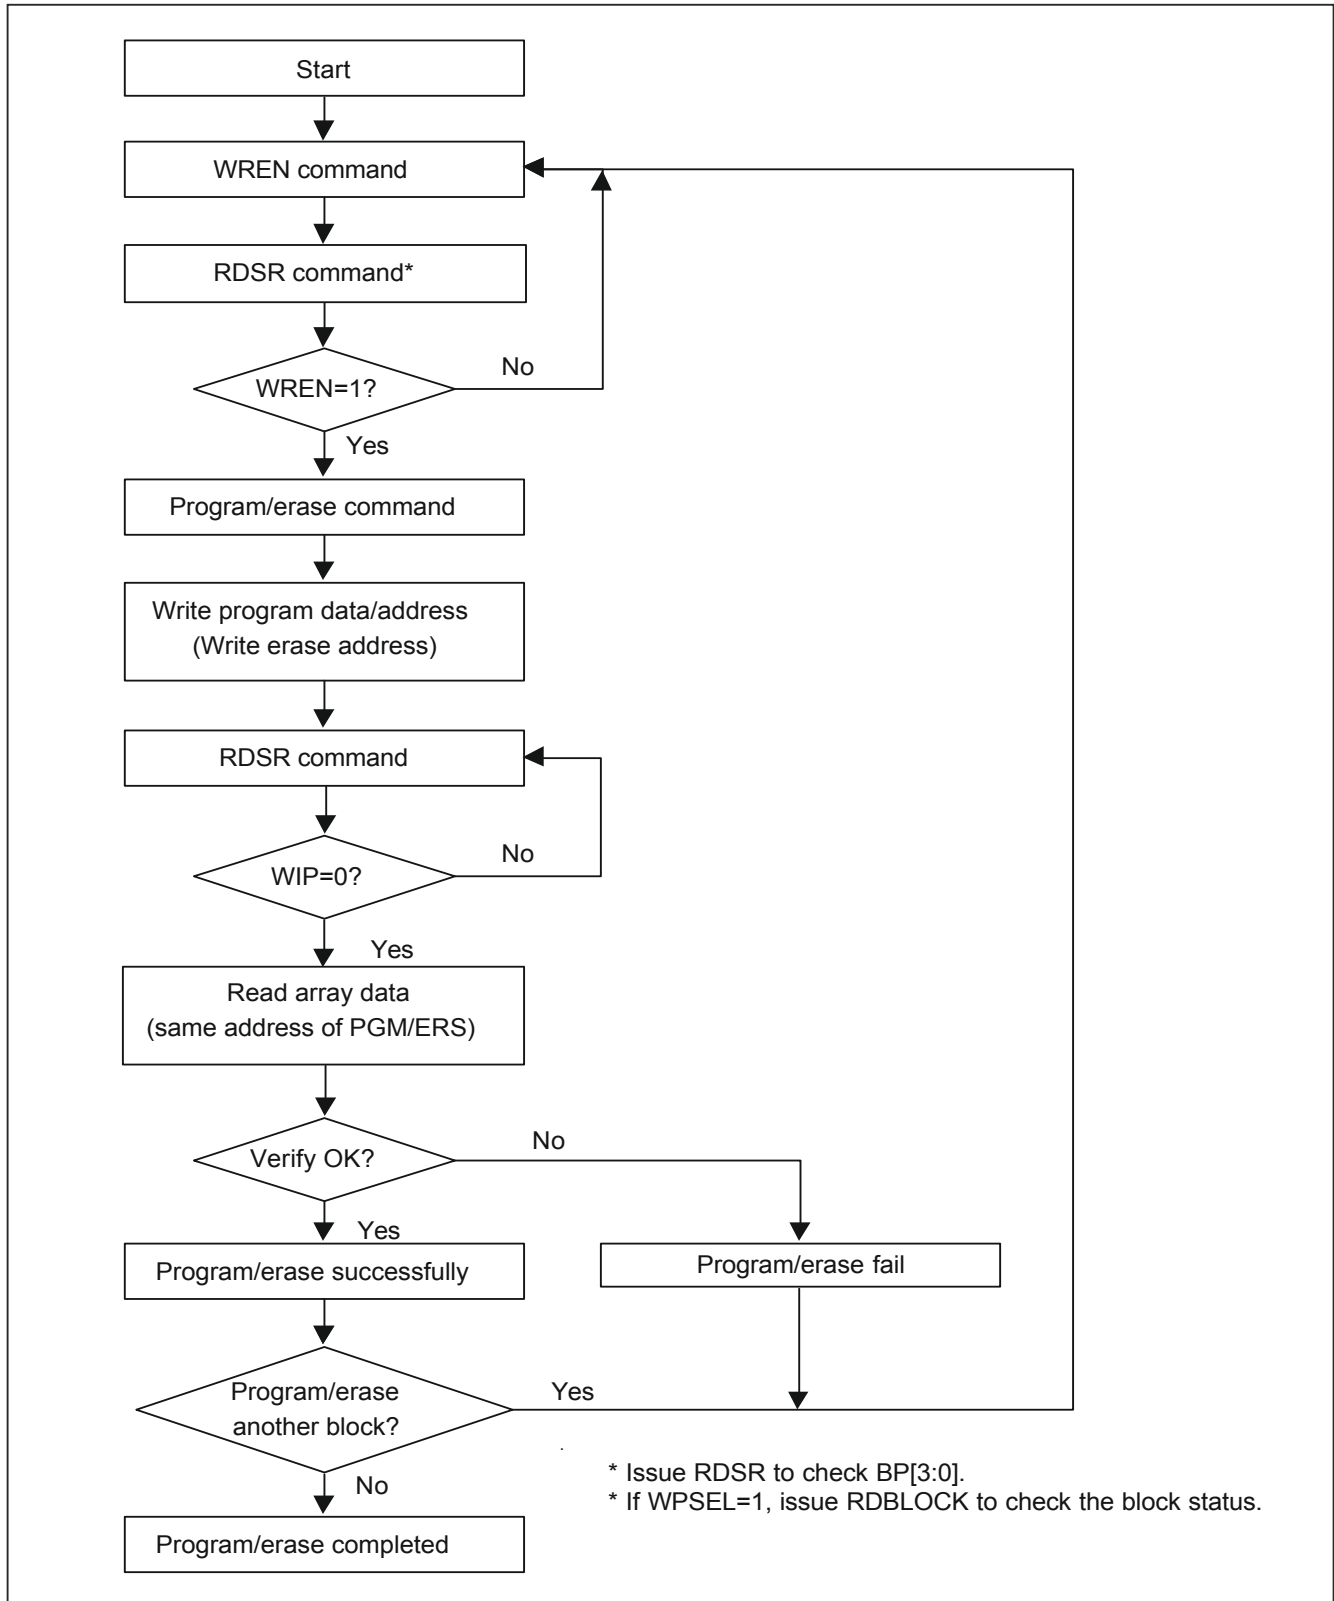 Start
WREN command
RDSR command*
WREN=1?
No
Yes
Program/erase command
Write program data/address
(Write erase address)
RDSR command
WIP=0?
No
Yes
Read array data
(same address of PGM/ERS)
Verify OK?
No
Yes
Program/erase successfully
Program/erase fail
Program/erase
another block?
Yes
No
* Issue RDSR to check BP[3:0].
* If WPSEL=1, issue RDBLOCK to check the block status.
Program/erase completed